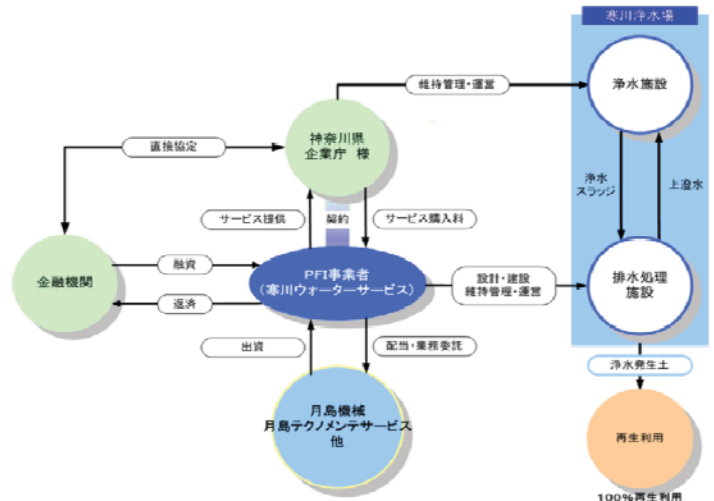 寒川浄水場
浄水施設
維持管理・運営
神奈川県
企業庁 様
直接協定
浄水
スラッジ
上澄水
サービス提供
契約
サービス購入料
金融機関
融資
返済
PFI事業者
(寒川ウォーターサービス)
設計・建設
維持管理・運営
排水処理
施設
出資
配当・業務委託
浄水発生土
月島機械
月島テクノメンテサービス
他
再生利用
100%再生利用